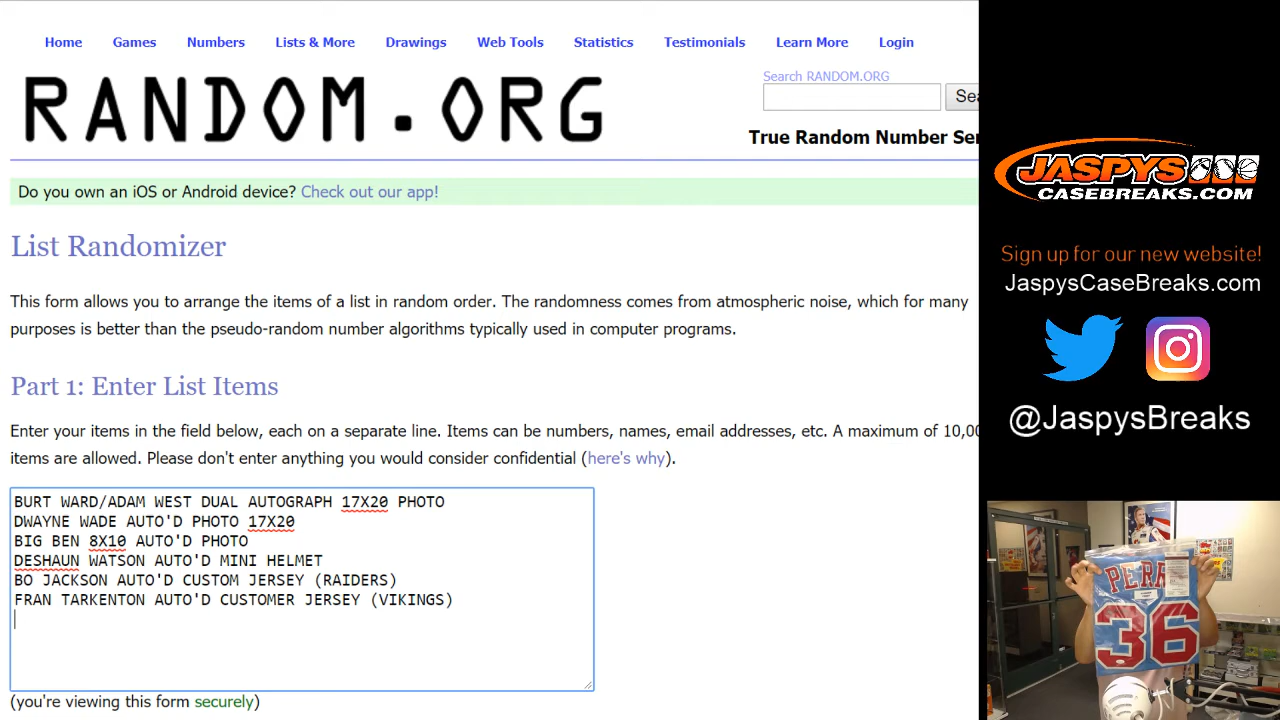 Home Games Numbers Lists & More Drawings Web Tools Statistics Testimonials Learn More Login
RANDOM.ORG
Search RANDOM.ORG
True Random Number Ser
Do you own an iOS or Android device? Check out our app!
List Randomizer
This form allows you to arrange the items of a list in random order. The randomness comes from atmospheric noise, which for many
purposes is better than the pseudo-random number algorithms typically used in computer programs.
Part 1: Enter List Items
Enter your items in the field below, each on a separate line. Items can be numbers, names, email addresses, etc. A maximum of 10,00
items are allowed. Please don't enter anything you would consider confidential (here's why).
BURT WARD/ADAM WEST DUAL AUTOGRAPH 17X20 PHOTO
DWAYNE WADE AUTO'D PHOTO 17X20
BIG BEN 8X10 AUTO'D PHOTO
DESHAUN WATSON AUTO'D MINI HELMET
BO JACKSON AUTO'D CUSTOM JERSEY (RAIDERS)
FRAN TARKENTON AUTO'D CUSTOMER JERSEY (VIKINGS)
(you're viewing this form securely)
JASPYS
CASEBREAKS.COM
Sign up for our new website!
JaspysCaseBreaks.com
@JaspysBreaks
36